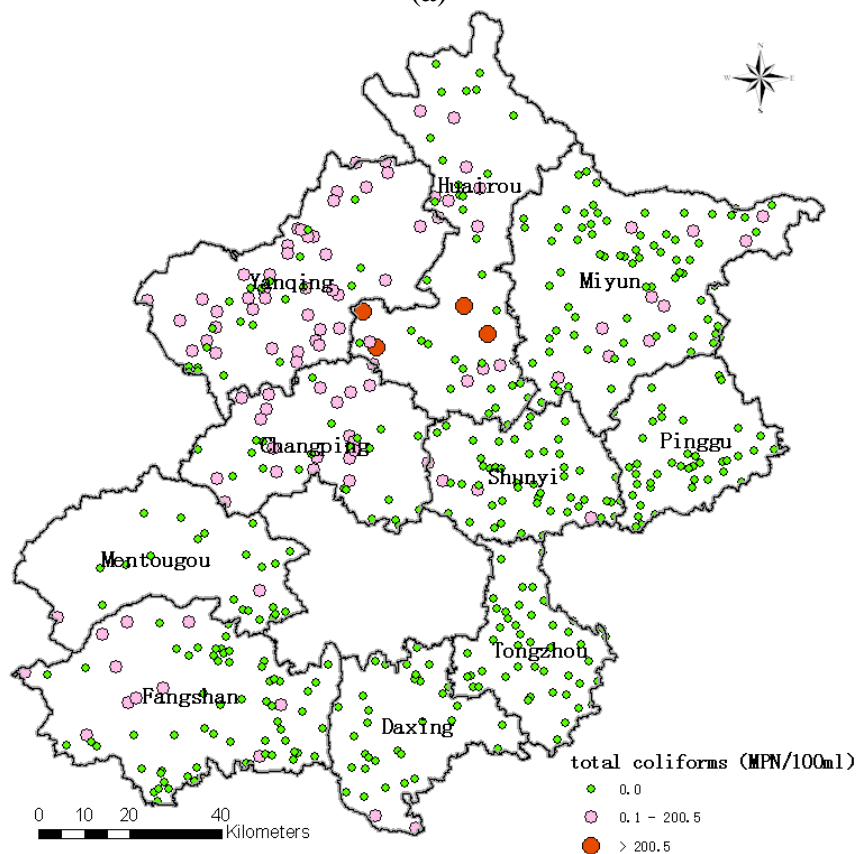 (a)
N
W E
S
Huairou
Yanqing
Miyun
Changping
Pinggu
Shunyi
Mentougou
Tongzhou
Fangshan
Daxing
total coliforms (MPN/100ml)
0.0
0.1 - 200.5
> 200.5
0 10 20 40
Kilometers